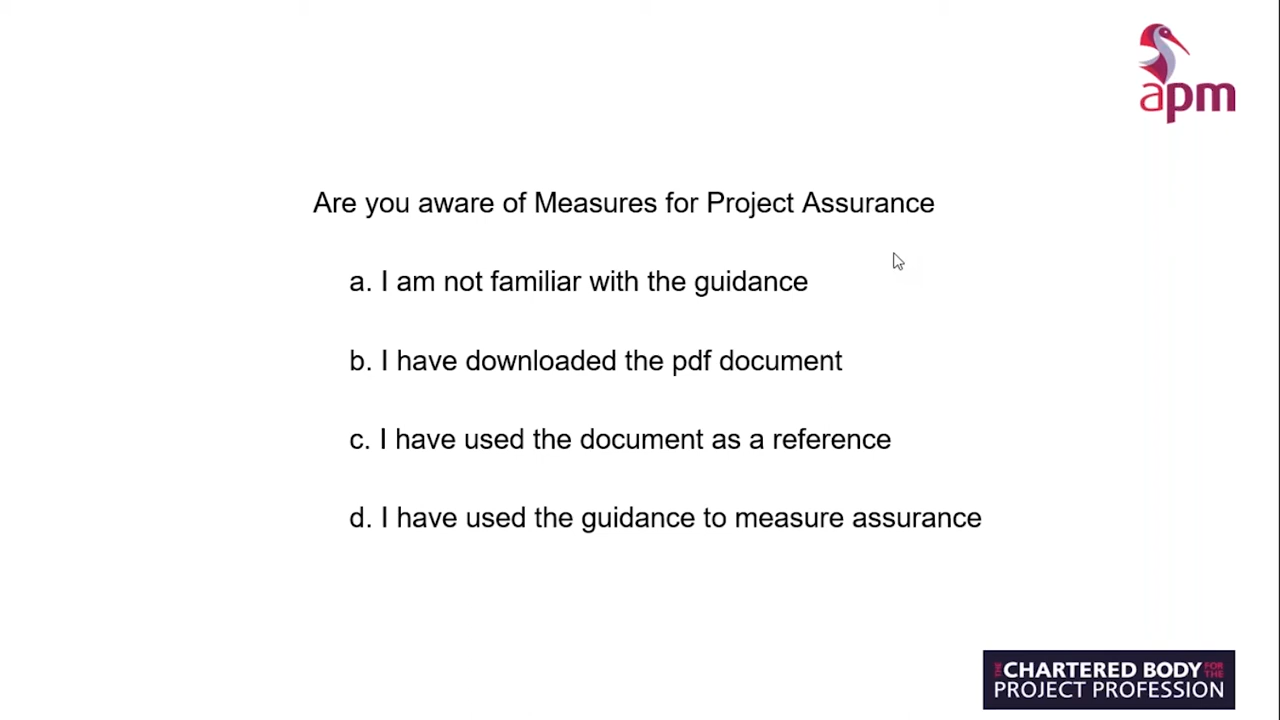 apm
Are you aware of Measures for Project Assurance
a. I am not familiar with the guidance
b. I have downloaded the pdf document
c. I have used the document as a reference
d. I have used the guidance to measure assurance
THE CHARTERED BODY FOR THE
PROJECT PROFESSION